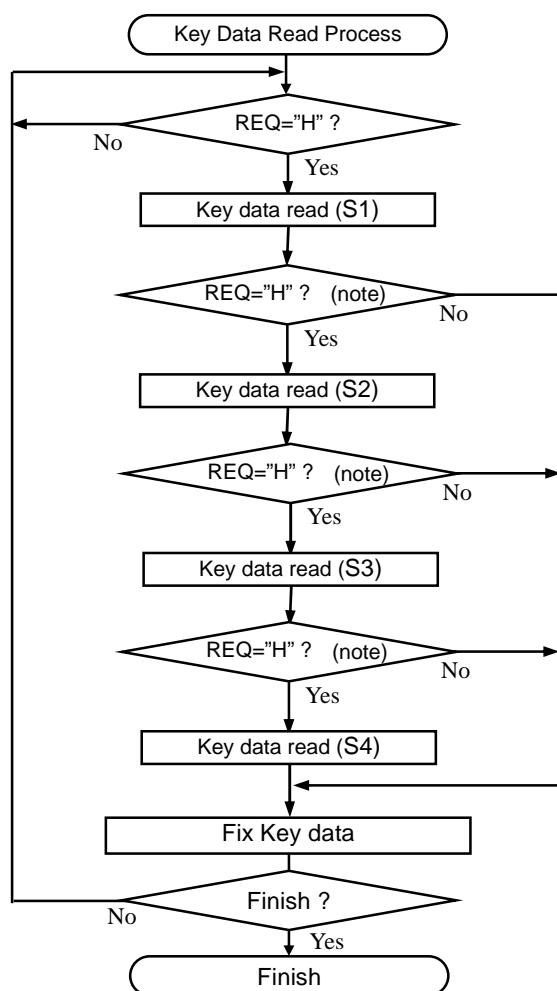 Key Data Read Process
REQ=”H” ?
No
Yes
Key data read (S1)
REQ=”H” ? (note)
No
Yes
Key data read (S2)
REQ=”H” ? (note)
No
Yes
Key data read (S3)
REQ=”H” ? (note)
No
Yes
Key data read (S4)
Fix Key data
Finish ?
No
Yes
Finish